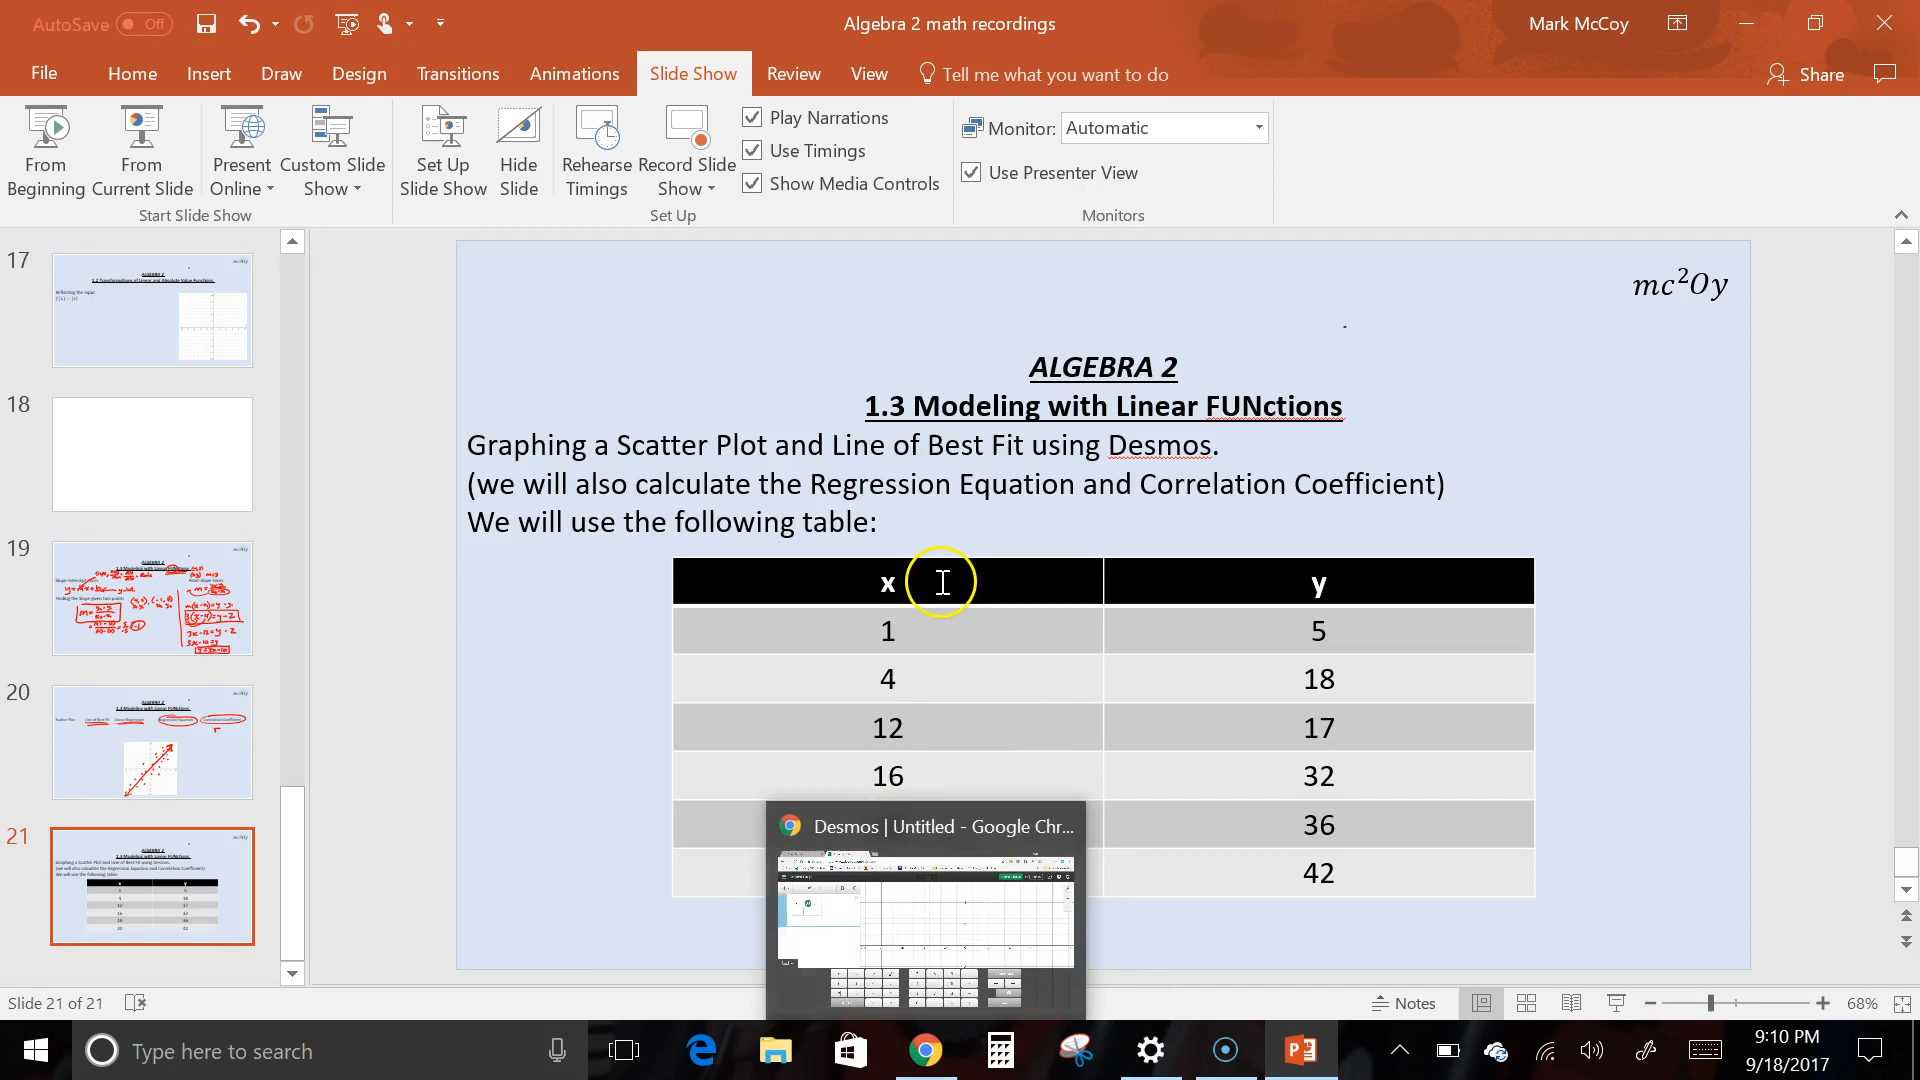 AutoSave Off
Algebra 2 math recordings
Mark McCoy
File Home Insert Draw Design Transitions Animations Slide Show Review View Tell me what you want to do
Share
From Beginning
From Current Slide
Present Online
Custom Slide Show
Start Slide Show
Set Up Slide Show
Hide Slide
Rehearse Timings
Record Slide Show
Play Narrations
Use Timings
Show Media Controls
Set Up
Monitor: Automatic
Use Presenter View
Monitors
17
18
19
20
21
mc²Oy
ALGEBRA 2
1.3 Modeling with Linear FUNctions
Graphing a Scatter Plot and Line of Best Fit using Desmos.
(we will also calculate the Regression Equation and Correlation Coefficient)
We will use the following table:
x y
1 5
4 18
12 17
16 32
36
42
Desmos | Untitled - Google Chr...
Slide 21 of 21
Notes
68%
Type here to search
9:10 PM
9/18/2017